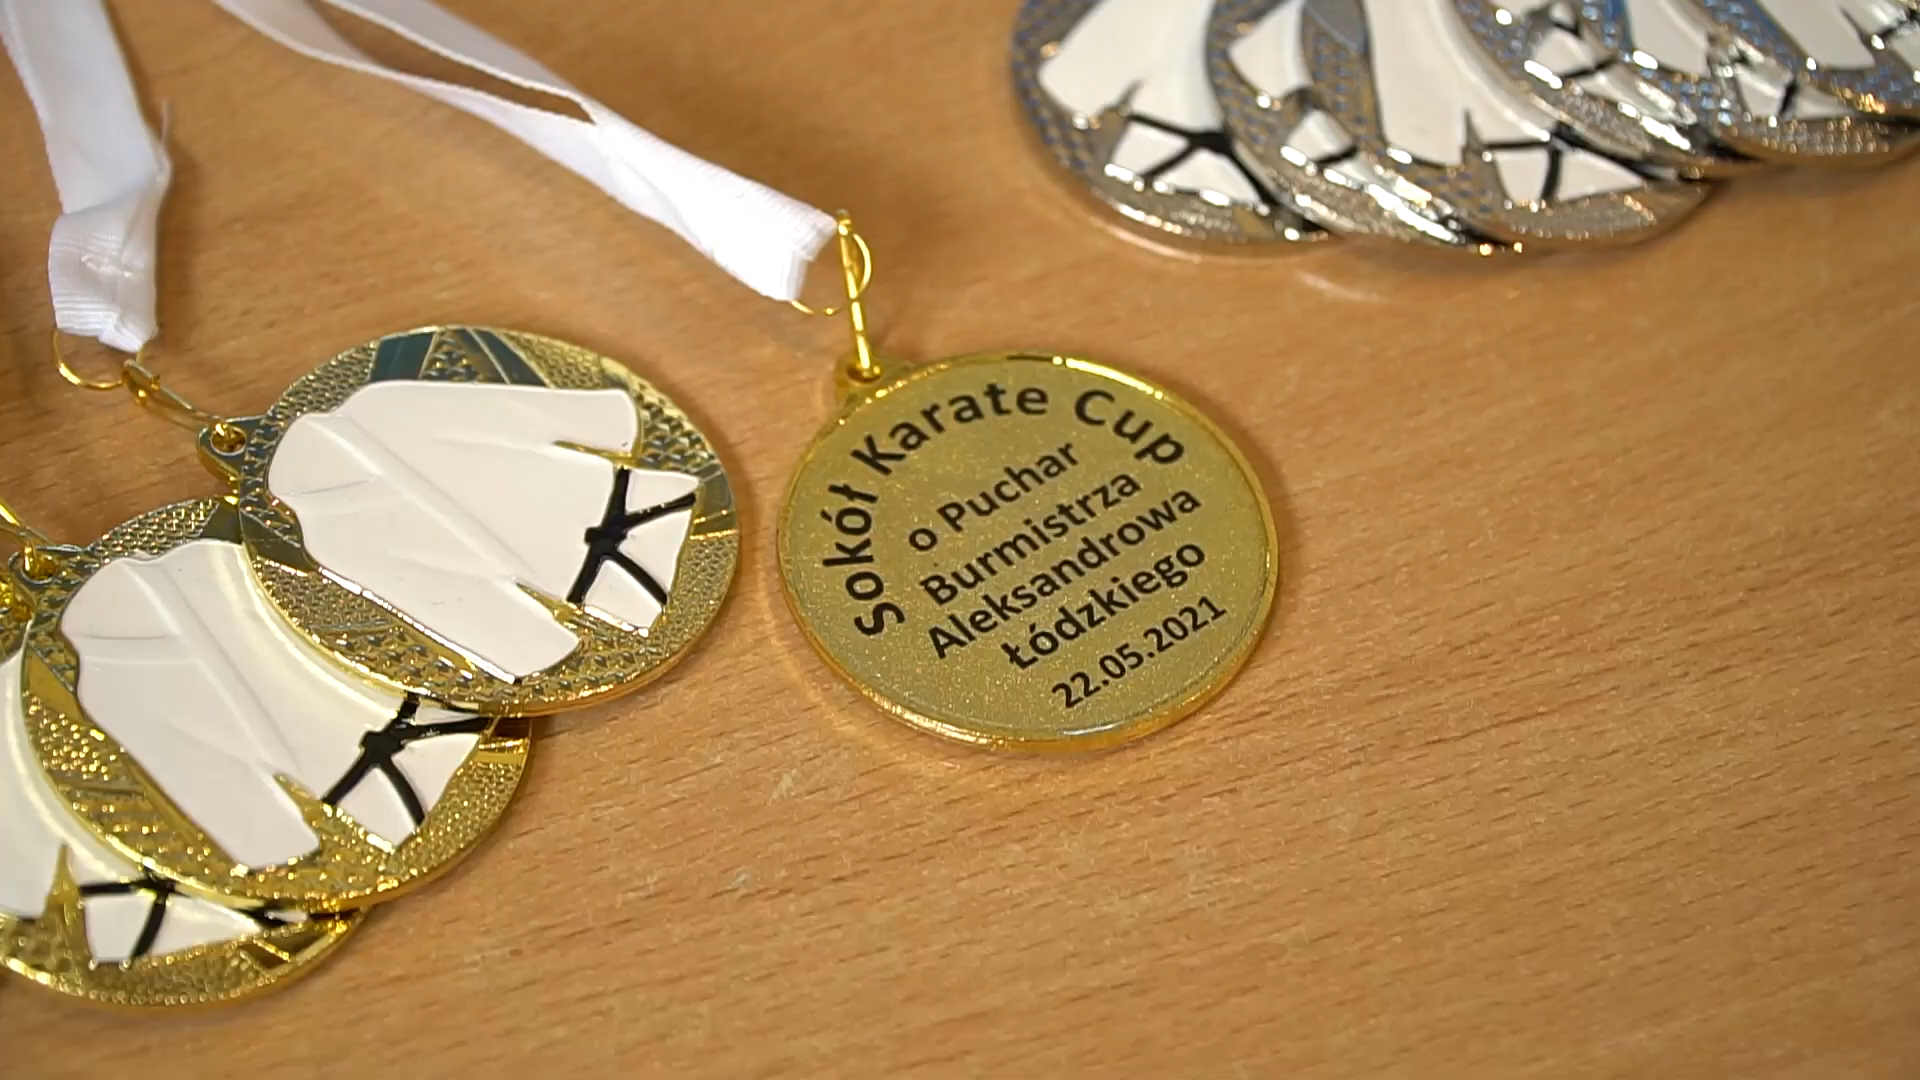 Sokół Karate Cup
o Puchar
Burmistrza
Aleksandrowa
Łódzkiego
22.05.2021